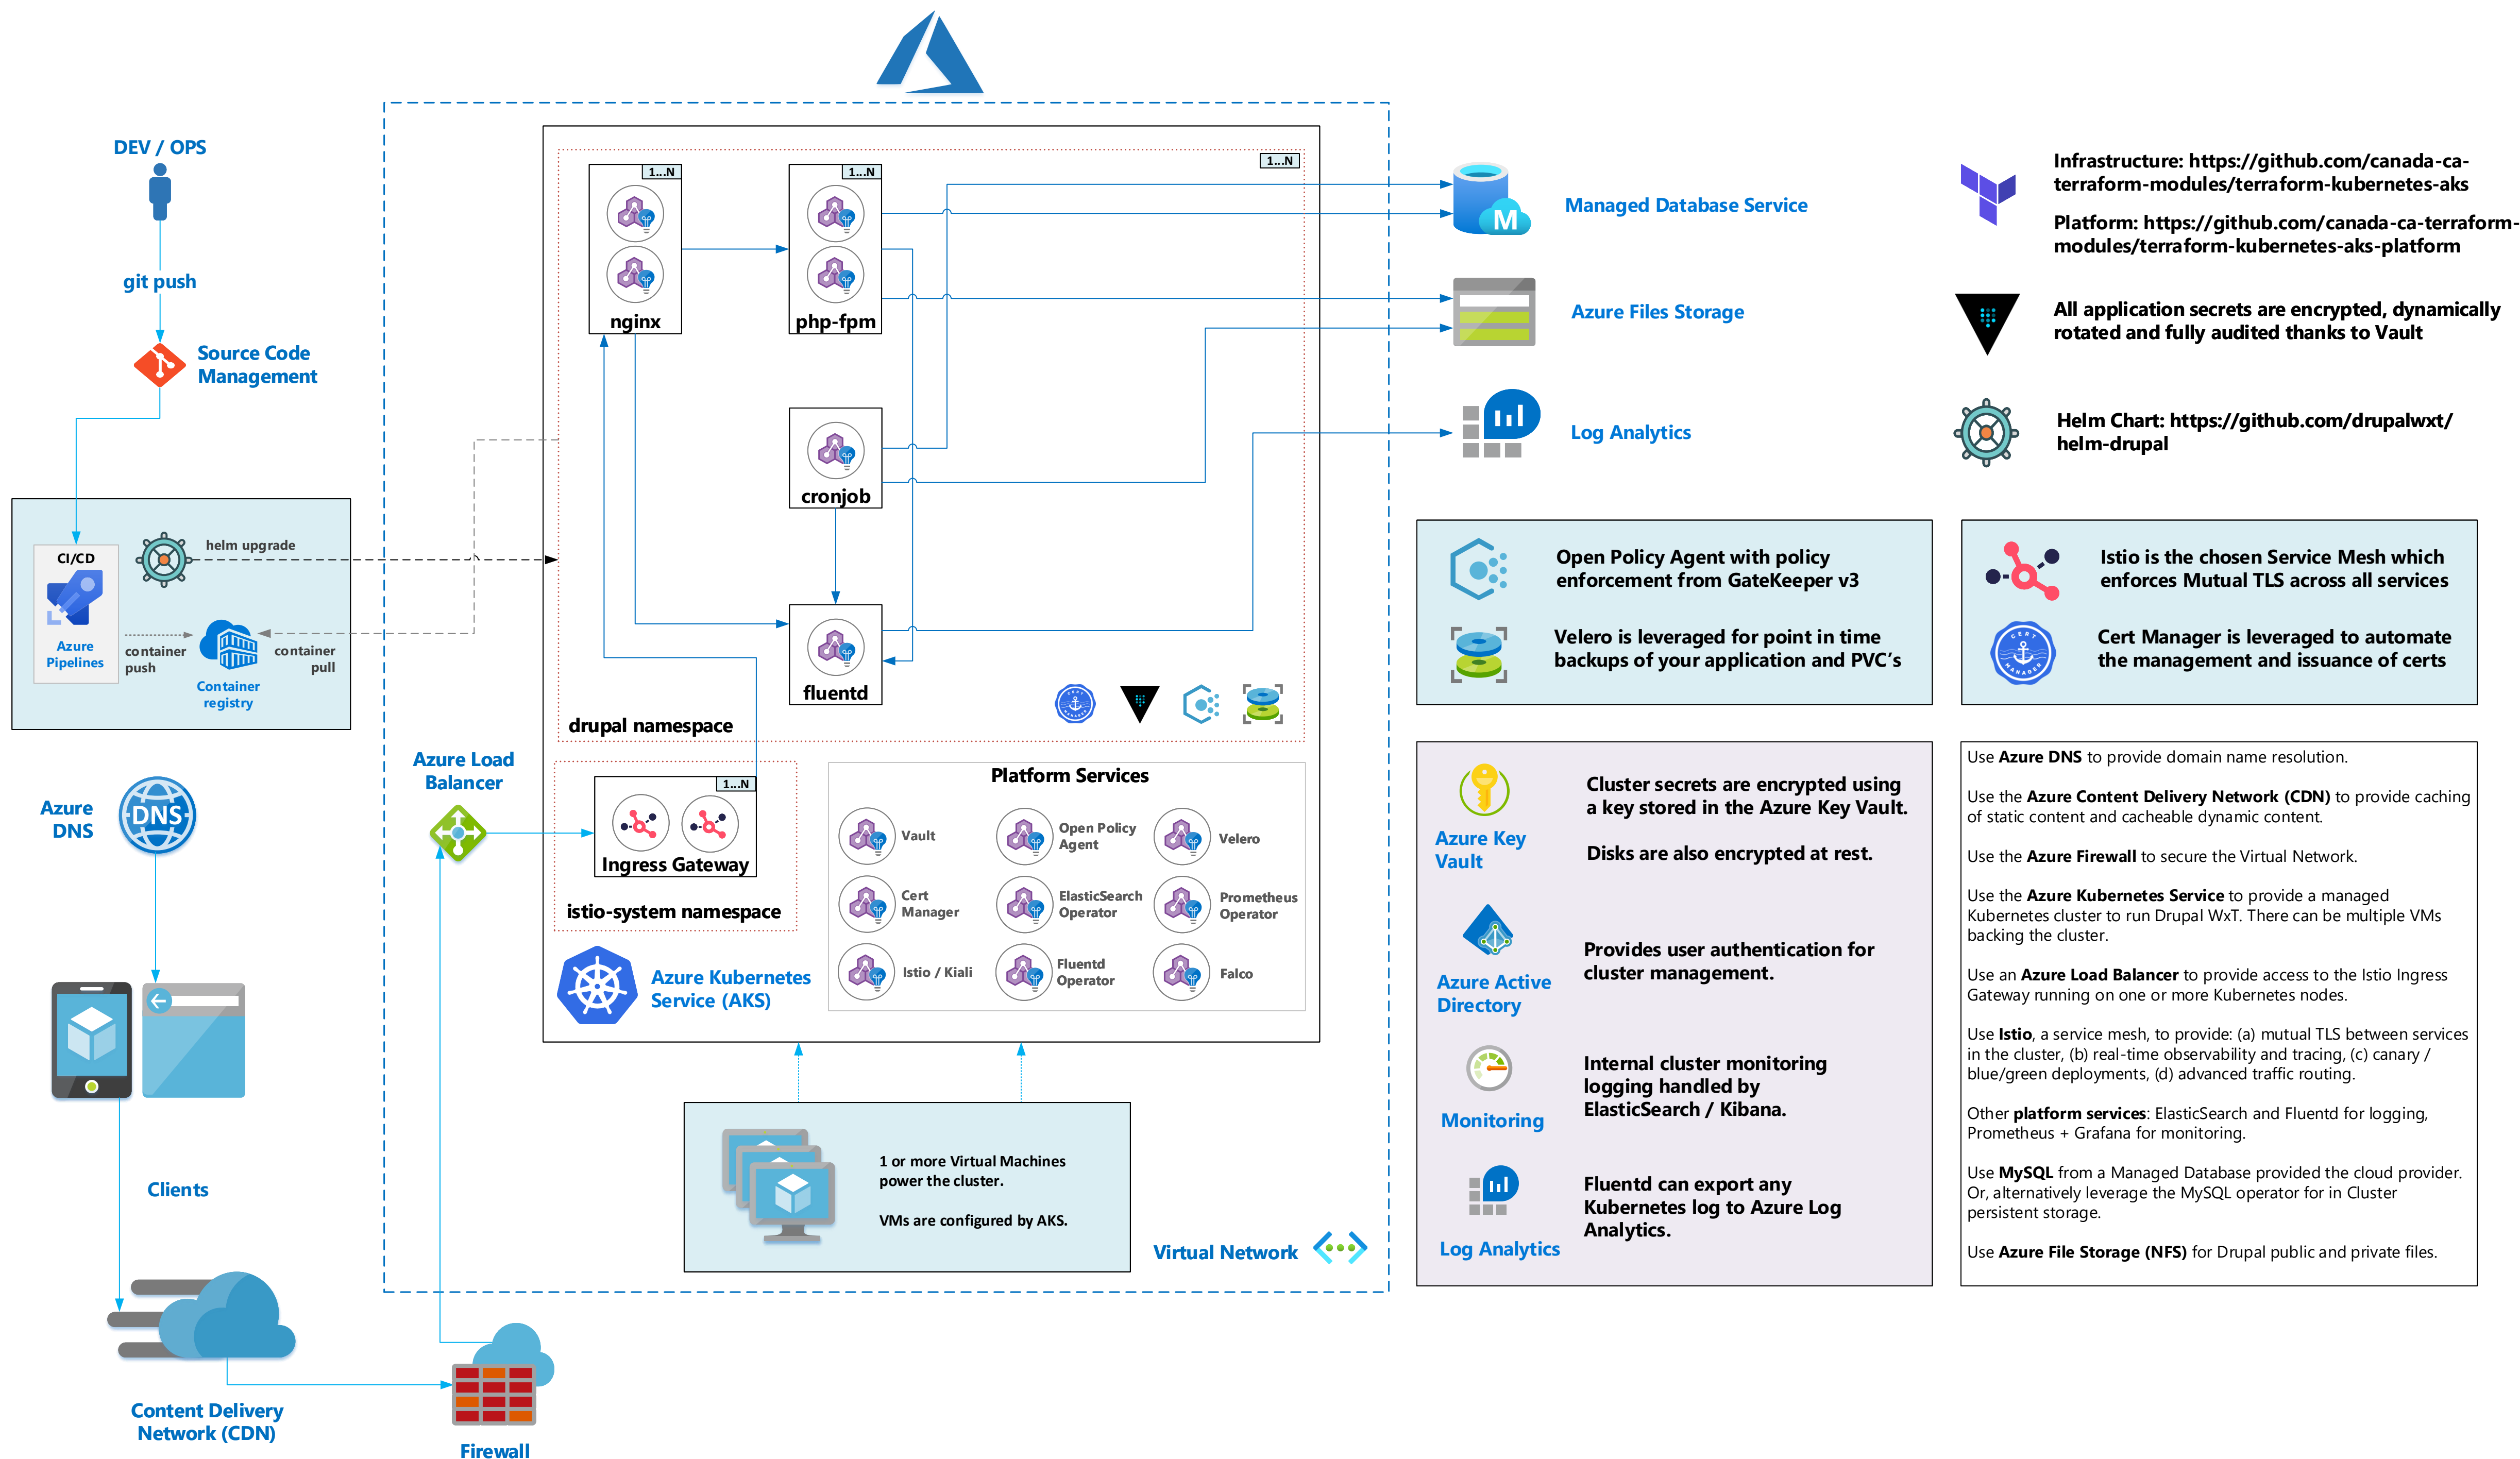 DEV / OPS
git push
Source Code
Management
CI/CD
Azure
Pipelines
helm upgrade
container
push
container
pull
Container
registry
Azure
DNS
DNS
Clients
Content Delivery
Network (CDN)
Firewall
Azure Load
Balancer
1...N
nginx
1...N
php-fpm
1...N
cronjob
fluentd
drupal namespace
CERT
MANAGER
1...N
Ingress Gateway
istio-system namespace
Azure Kubernetes
Service (AKS)
Platform Services
Vault
Open Policy
Agent
Velero
Cert
Manager
ElasticSearch
Operator
Prometheus
Operator
Istio / Kiali
Fluentd
Operator
Falco
1 or more Virtual Machines
power the cluster.
VMs are configured by AKS.
Virtual Network
M
Managed Database Service
Azure Files Storage
Log Analytics
Infrastructure: https://github.com/canada-ca-
terraform-modules/terraform-kubernetes-aks
Platform: https://github.com/canada-ca-terraform-
modules/terraform-kubernetes-aks-platform
All application secrets are encrypted, dynamically
rotated and fully audited thanks to Vault
Helm Chart: https://github.com/drupalwxt/
helm-drupal
Open Policy Agent with policy
enforcement from GateKeeper v3
Velero is leveraged for point in time
backups of your application and PVC’s
Istio is the chosen Service Mesh which
enforces Mutual TLS across all services
CERT
MANAGER
Cert Manager is leveraged to automate
the management and issuance of certs
Azure Key
Vault
Cluster secrets are encrypted using
a key stored in the Azure Key Vault.
Disks are also encrypted at rest.
Azure Active
Directory
Provides user authentication for
cluster management.
Monitoring
Internal cluster monitoring
logging handled by
ElasticSearch / Kibana.
Log Analytics
Fluentd can export any
Kubernetes log to Azure Log
Analytics.
Use Azure DNS to provide domain name resolution.
Use the Azure Content Delivery Network (CDN) to provide caching
of static content and cacheable dynamic content.
Use the Azure Firewall to secure the Virtual Network.
Use the Azure Kubernetes Service to provide a managed
Kubernetes cluster to run Drupal WxT. There can be multiple VMs
backing the cluster.
Use an Azure Load Balancer to provide access to the Istio Ingress
Gateway running on one or more Kubernetes nodes.
Use Istio, a service mesh, to provide: (a) mutual TLS between services
in the cluster, (b) real-time observability and tracing, (c) canary /
blue/green deployments, (d) advanced traffic routing.
Other platform services: ElasticSearch and Fluentd for logging,
Prometheus + Grafana for monitoring.
Use MySQL from a Managed Database provided the cloud provider.
Or, alternatively leverage the MySQL operator for in Cluster
persistent storage.
Use Azure File Storage (NFS) for Drupal public and private files.